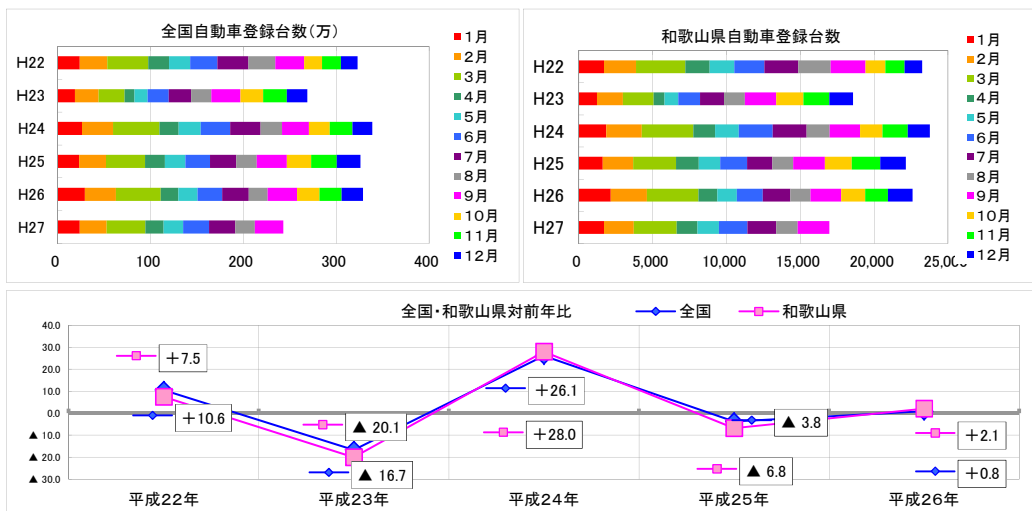 全国自動車登録台数(万)
H22
H23
H24
H25
H26
H27
0
100
200
300
400
1月
2月
3月
4月
5月
6月
7月
8月
9月
10月
11月
12月
和歌山県自動車登録台数
H22
H23
H24
H25
H26
H27
0
5,000
10,000
15,000
20,000
25,000
1月
2月
3月
4月
5月
6月
7月
8月
9月
10月
11月
12月
全国・和歌山県対前年比
全国
和歌山県
40.0
30.0
20.0
10.0
0.0
▲ 10.0
▲ 20.0
▲ 30.0
+7.5
+10.6
▲ 20.1
▲ 16.7
+26.1
+28.0
▲ 3.8
▲ 6.8
+2.1
+0.8
平成22年
平成23年
平成24年
平成25年
平成26年